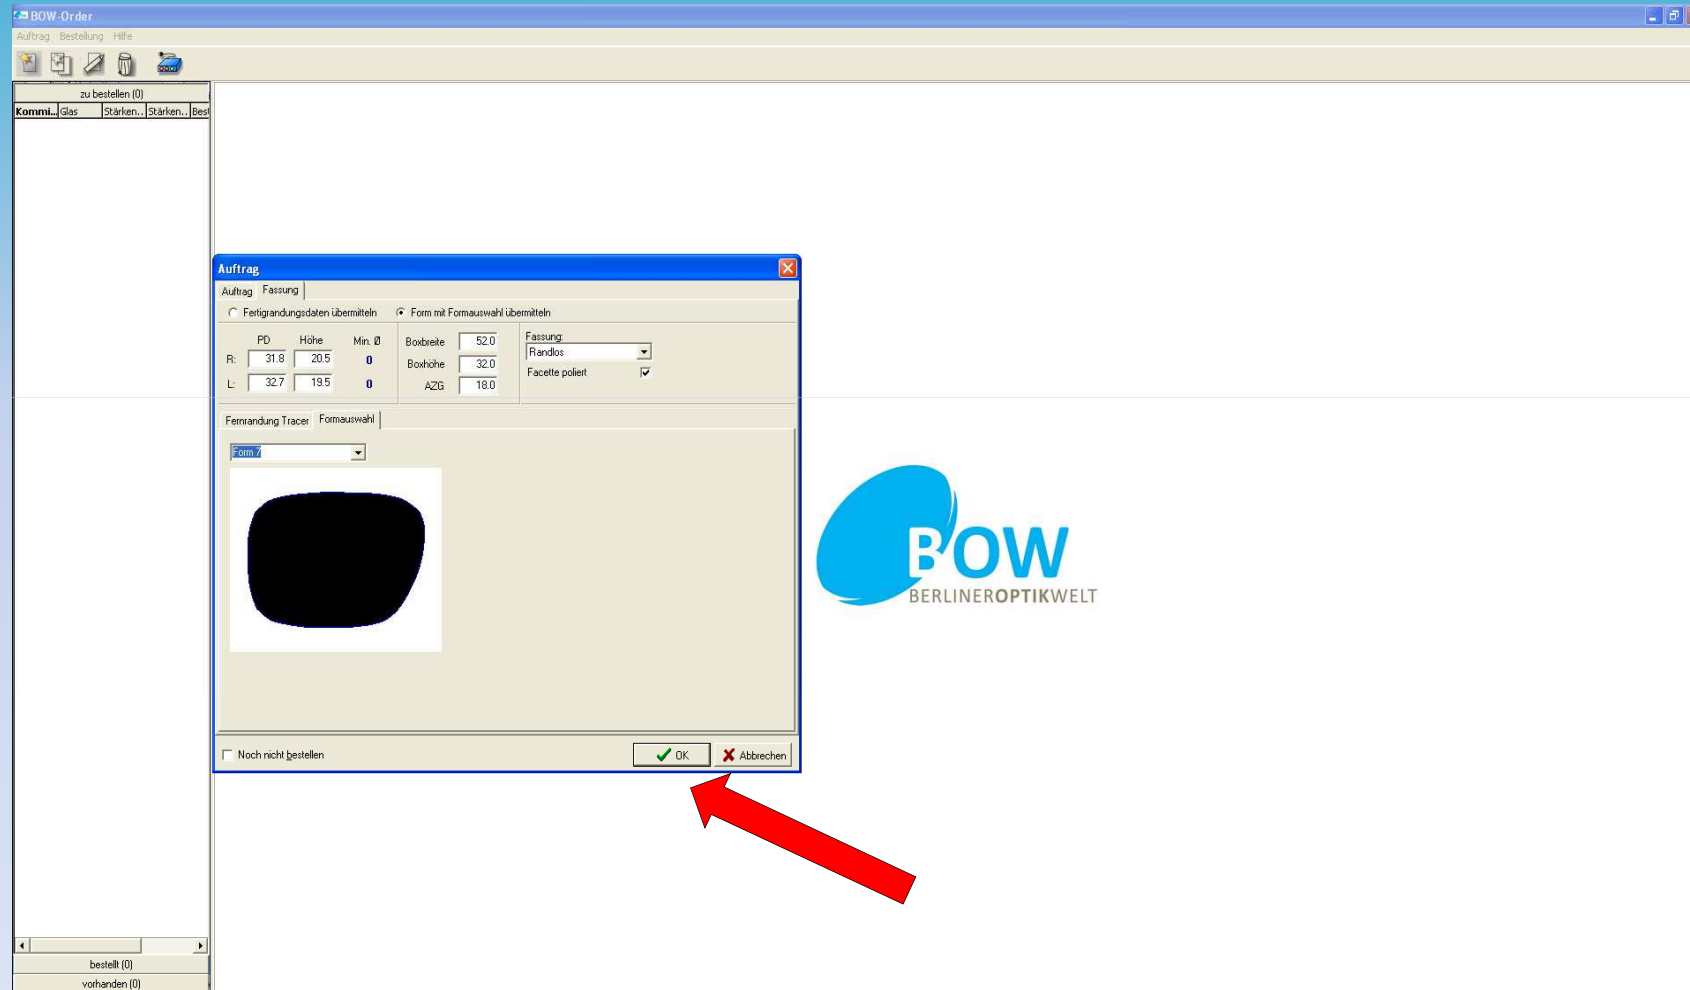 BOW-Order
Auftrag Bestellung Hilfe
zu bestellen (0)
Kommi... Glas Stärken.. Stärken.. Best
Auftrag
Auftrag Fassung
Fertigrandungsdaten übermitteln Form mit Formauswahl übermitteln
PD Höhe Min. Ø
R: 31.8 20.5 0
L: 32.7 19.5 0
Boxbreite 52.0
Boxhöhe 32.0
AZG 18.0
Fassung:
Randlos
Facette poliert
Fernrandung Tracer Formauswahl
Form 7
Noch nicht bestellen
OK Abbrechen
BOW
BERLINEROPTIKWELT
bestellt (0)
vorhanden (0)